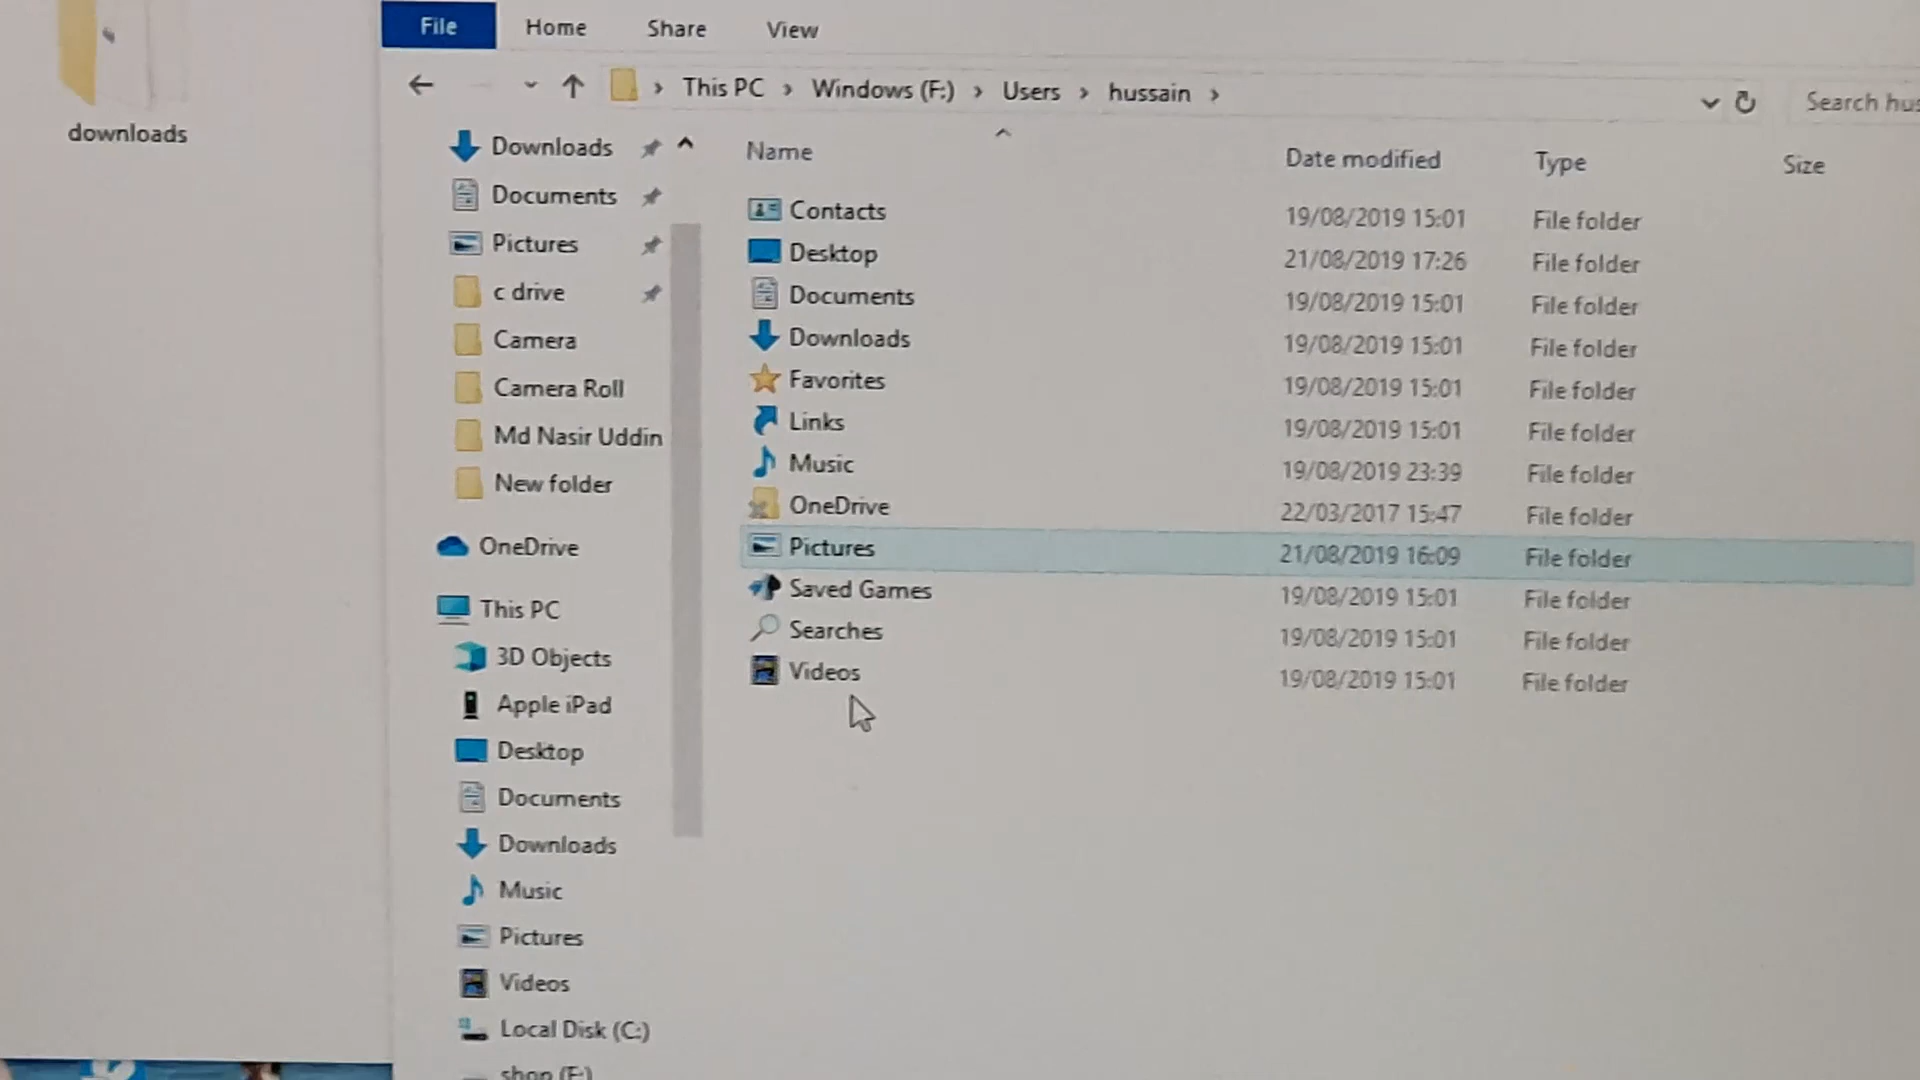 downloads
File Home Share View
This PC > Windows (F:) > Users > hussain >
Search hus
Downloads
Documents
Pictures
c drive
Camera
Camera Roll
Md Nasir Uddin
New folder
OneDrive
This PC
3D Objects
Apple iPad
Desktop
Documents
Downloads
Music
Pictures
Videos
Local Disk (C:)
shop (E:)
Name Date modified Type Size
Contacts 19/08/2019 15:01 File folder
Desktop 21/08/2019 17:26 File folder
Documents 19/08/2019 15:01 File folder
Downloads 19/08/2019 15:01 File folder
Favorites 19/08/2019 15:01 File folder
Links 19/08/2019 15:01 File folder
Music 19/08/2019 23:39 File folder
OneDrive 22/03/2017 15:47 File folder
Pictures 21/08/2019 16:09 File folder
Saved Games 19/08/2019 15:01 File folder
Searches 19/08/2019 15:01 File folder
Videos 19/08/2019 15:01 File folder